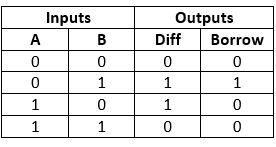 Inputs Outputs
A B Diff Borrow
0 0 0 0
0 1 1 1
1 0 1 0
1 1 0 0